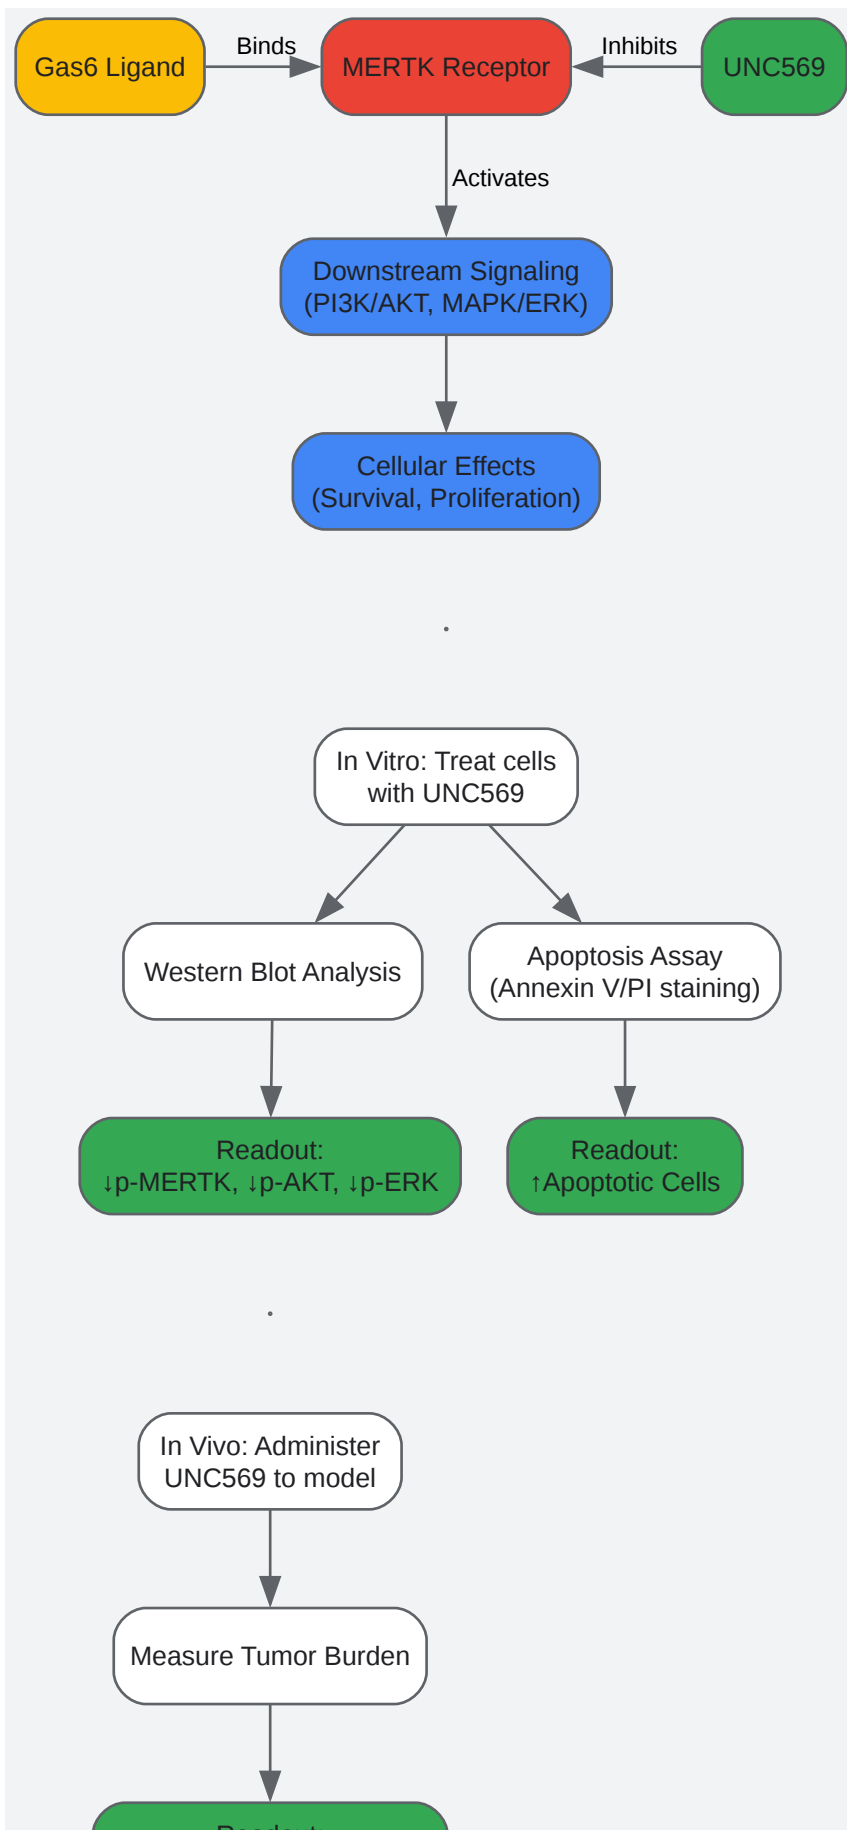 Gas6 Ligand
Binds
MERTK Receptor
Inhibits
UNC569
Activates
Downstream Signaling
(PI3K/AKT, MAPK/ERK)
Cellular Effects
(Survival, Proliferation)
In Vitro: Treat cells
with UNC569
Western Blot Analysis
Apoptosis Assay
(Annexin V/PI staining)
Readout:
↓p-MERTK, ↓p-AKT, ↓p-ERK
Readout:
↑Apoptotic Cells
In Vivo: Administer
UNC569 to model
Measure Tumor Burden
Readout: